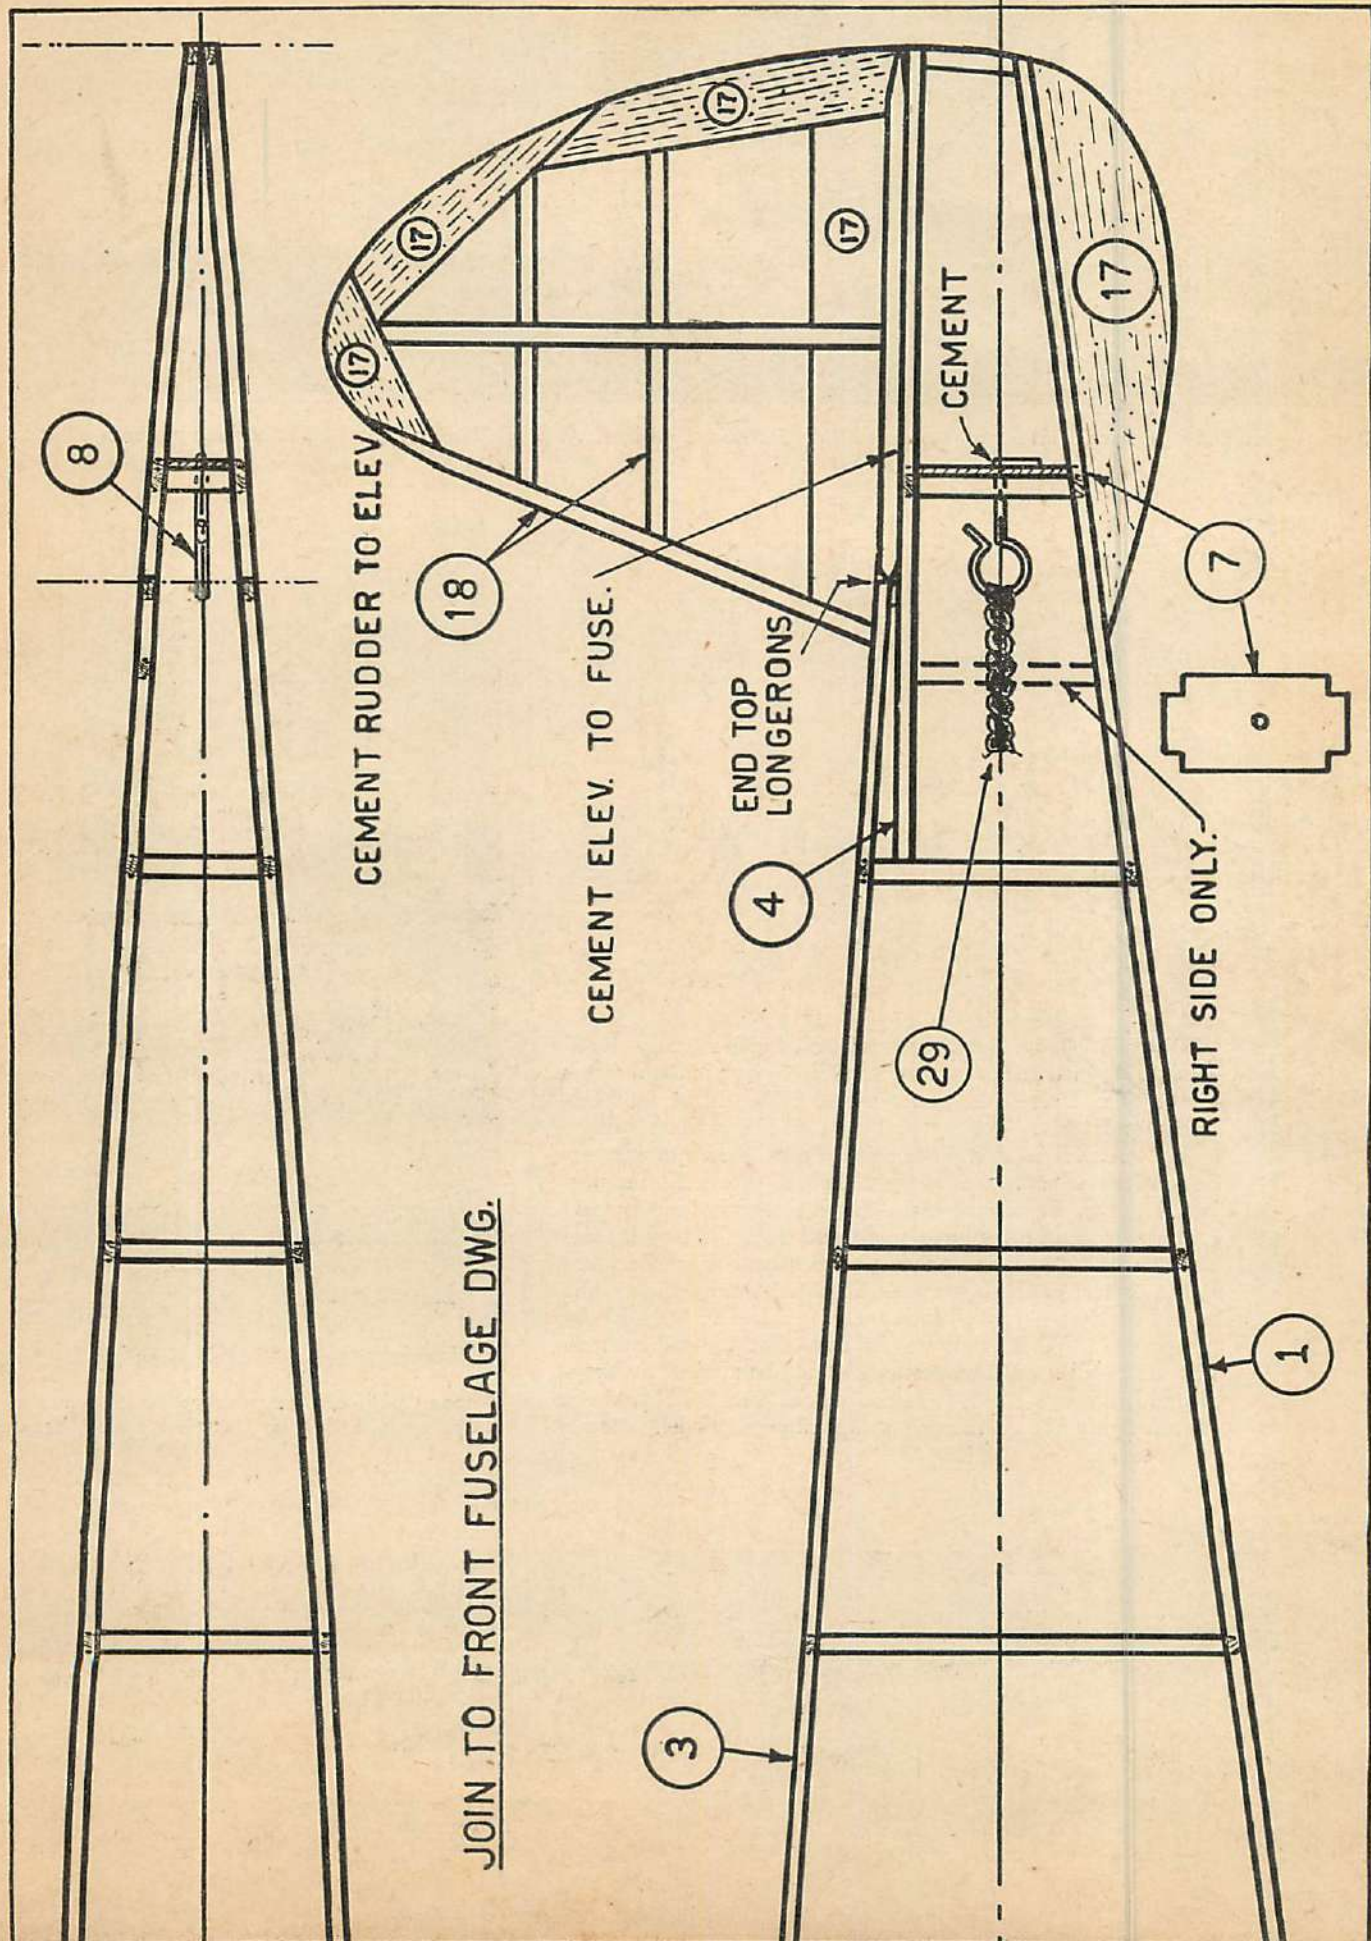 8
CEMENT RUDDER TO ELEV
18
CEMENT ELEV. TO FUSE.
17
17
17
17
JOIN TO FRONT FUSELAGE DWG.
END TOP
LONGERONS
CEMENT
4
3
29
17
7
RIGHT SIDE ONLY.
1